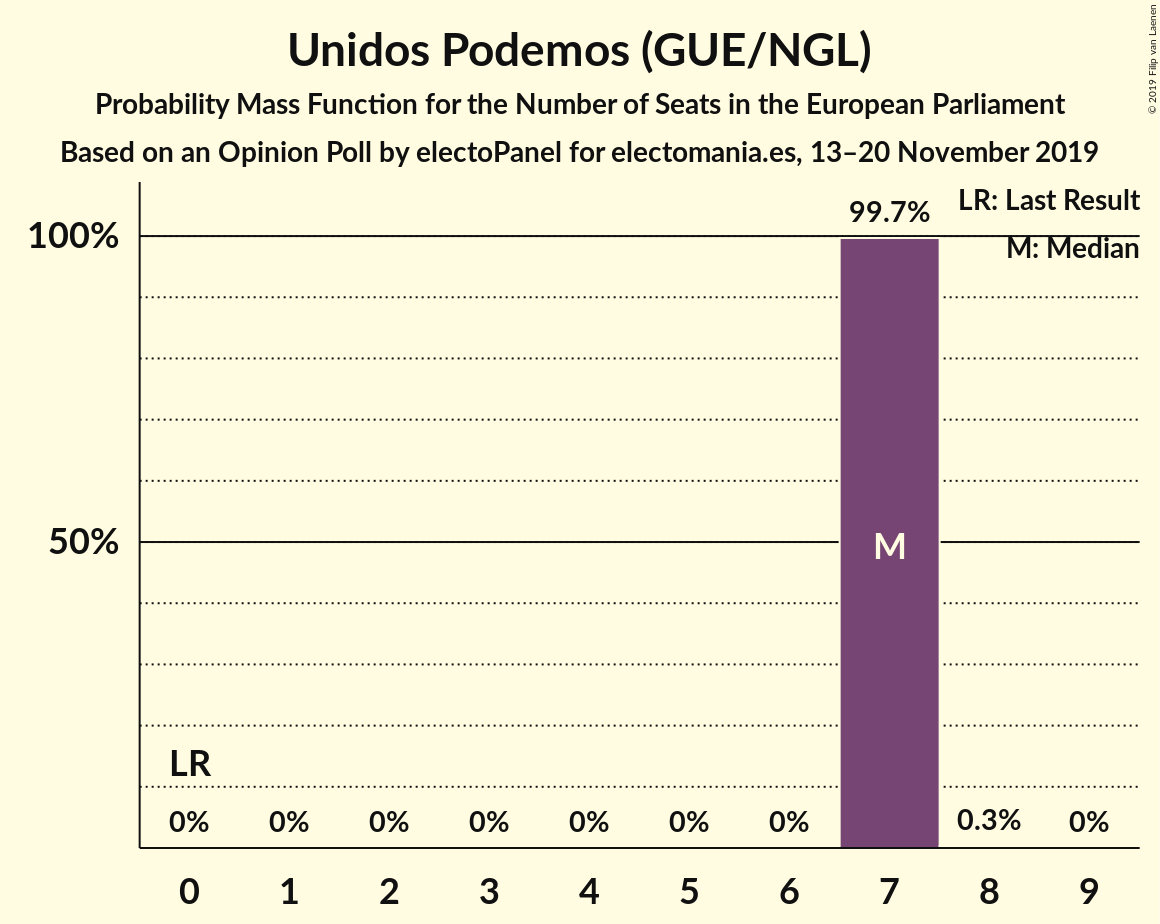 Unidos Podemos (GUE/NGL)
Probability Mass Function for the Number of Seats in the European Parliament
Based on an Opinion Poll by electoPanel for electomania.es, 13–20 November 2019
© 2019 Filip van Laenen
LR: Last Result
M: Median
99.7%
100%
50%
M
LR
0% 0% 0% 0% 0% 0% 0% 0.3% 0%
0 1 2 3 4 5 6 7 8 9